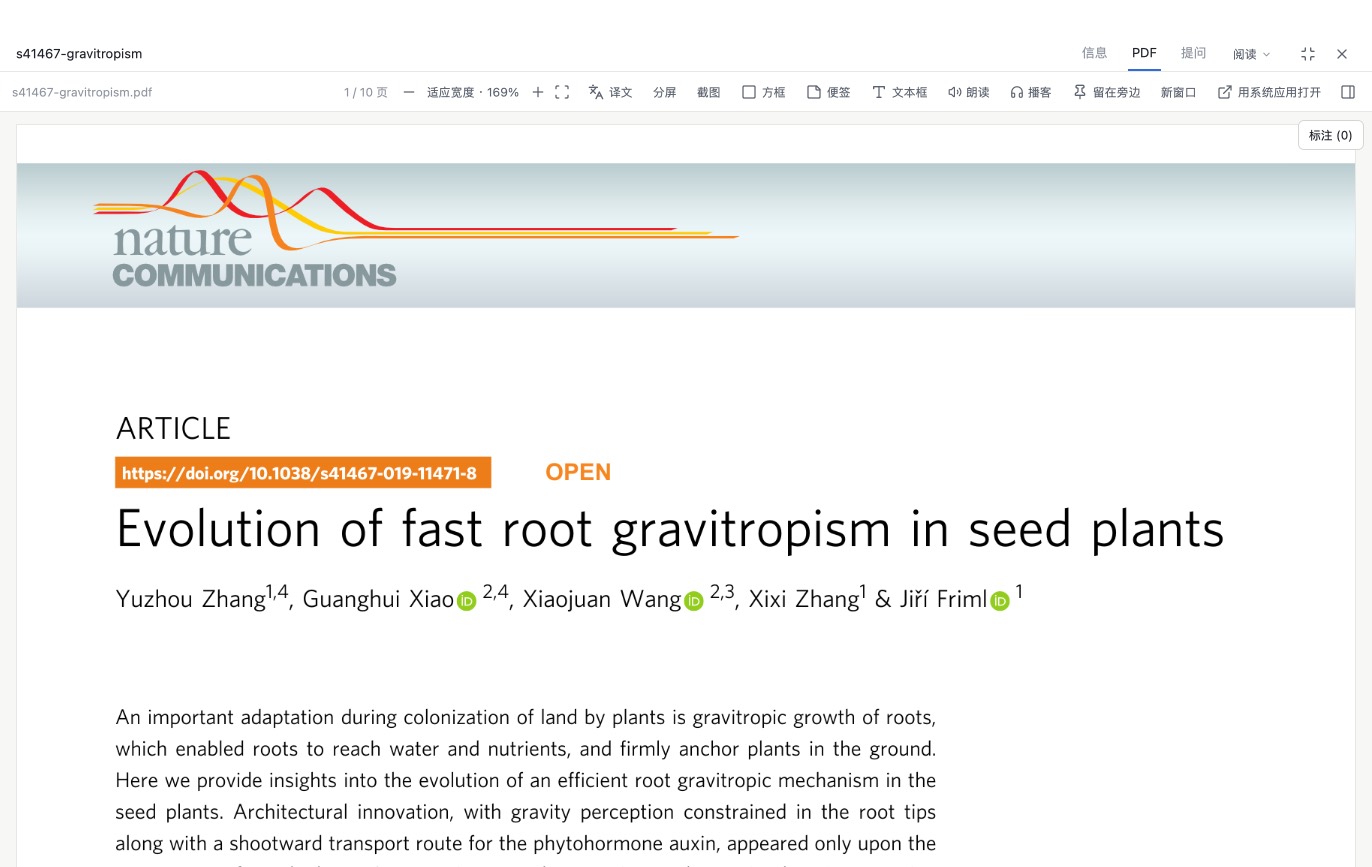 s41467-gravitropism
信息 PDF 提问 阅读
s41467-gravitropism.pdf
1 / 10 页 适应宽度 · 169% 译文 分屏 截图 方框 便签 文本框 朗读 播客 留在旁边 新窗口 用系统应用打开
标注 (0)
nature
COMMUNICATIONS
ARTICLE
https://doi.org/10.1038/s41467-019-11471-8 OPEN
Evolution of fast root gravitropism in seed plants
Yuzhou Zhang1,4, Guanghui Xiao iD 2,4, Xiaojuan Wang iD 2,3, Xixi Zhang1 & Jiří Friml iD 1
An important adaptation during colonization of land by plants is gravitropic growth of roots,
which enabled roots to reach water and nutrients, and firmly anchor plants in the ground.
Here we provide insights into the evolution of an efficient root gravitropic mechanism in the
seed plants. Architectural innovation, with gravity perception constrained in the root tips
along with a shootward transport route for the phytohormone auxin, appeared only upon the